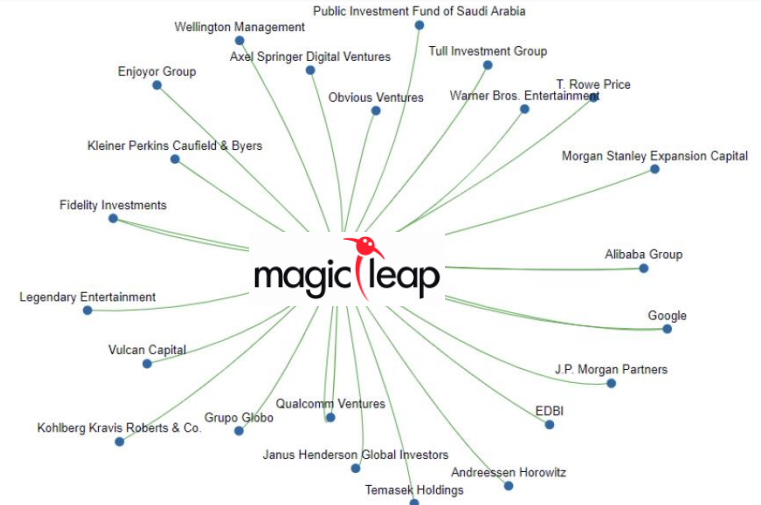 Public Investment Fund of Saudi Arabia
Wellington Management
Tull Investment Group
Axel Springer Digital Ventures
Enjoyor Group
T. Rowe Price
Obvious Ventures
Warner Bros. Entertainment
Kleiner Perkins Caufield & Byers
Morgan Stanley Expansion Capital
Fidelity Investments
Alibaba Group
magic leap
Legendary Entertainment
Google
Vulcan Capital
J.P. Morgan Partners
Qualcomm Ventures
EDBI
Grupo Globo
Kohlberg Kravis Roberts & Co.
Janus Henderson Global Investors
Andreessen Horowitz
Temasek Holdings